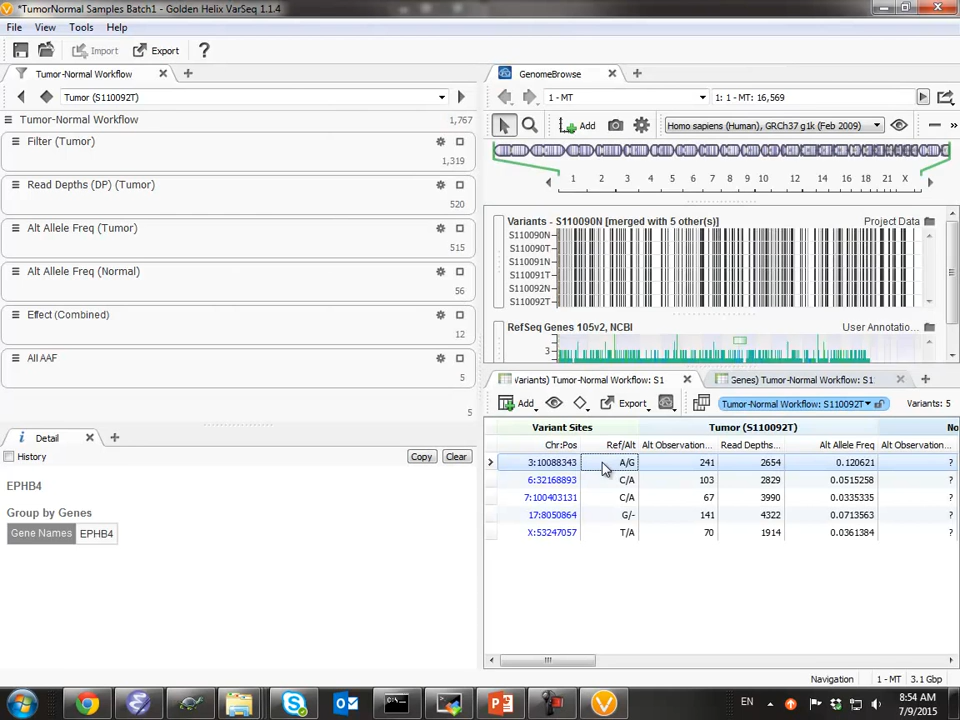 *TumorNormal Samples Batch1 - Golden Helix VarSeq 1.1.4
File View Tools Help
Import Export ?
Tumor-Normal Workflow
Tumor (S110092T)
Tumor-Normal Workflow 1,767
Filter (Tumor)
1,319
Read Depths (DP) (Tumor)
520
Alt Allele Freq (Tumor)
515
Alt Allele Freq (Normal)
56
Effect (Combined)
12
All AAF
5
5
Detail
History Copy Clear
EPHB4
Group by Genes
Gene Names EPHB4
GenomeBrowse
1 - MT 1: 1 - MT: 16,569
Add Homo sapiens (Human), GRCh37 g1k (Feb 2009) »
1 2 3 4 5 6 7 8 9 10 12 14 16 18 21 X
Variants - S110090N [merged with 5 other(s)] Project Data
S110090N
S110090T
S110091N
S110091T
S110092N
S110092T
RefSeq Genes 105v2, NCBI User Annotatio...
3
(Variants) Tumor-Normal Workflow: S1 (Genes) Tumor-Normal Workflow: S1
Add Export Tumor-Normal Workflow: S110092T Variants: 5
Variant Sites Tumor (S110092T) No
Chr:Pos Ref/Alt Alt Observation... Read Depths... Alt Allele Freq Alt Observation...
3:10088343 A/G 241 2654 0.120621 ?
6:32168893 C/A 103 2829 0.0515258 ?
7:100403131 C/A 67 3990 0.0335335 ?
17:8050864 G/- 141 4322 0.0713563 ?
X:53247057 T/A 70 1914 0.0361384 ?
Navigation 1 - MT 3.1 Gbp
EN 8:54 AM
7/9/2015